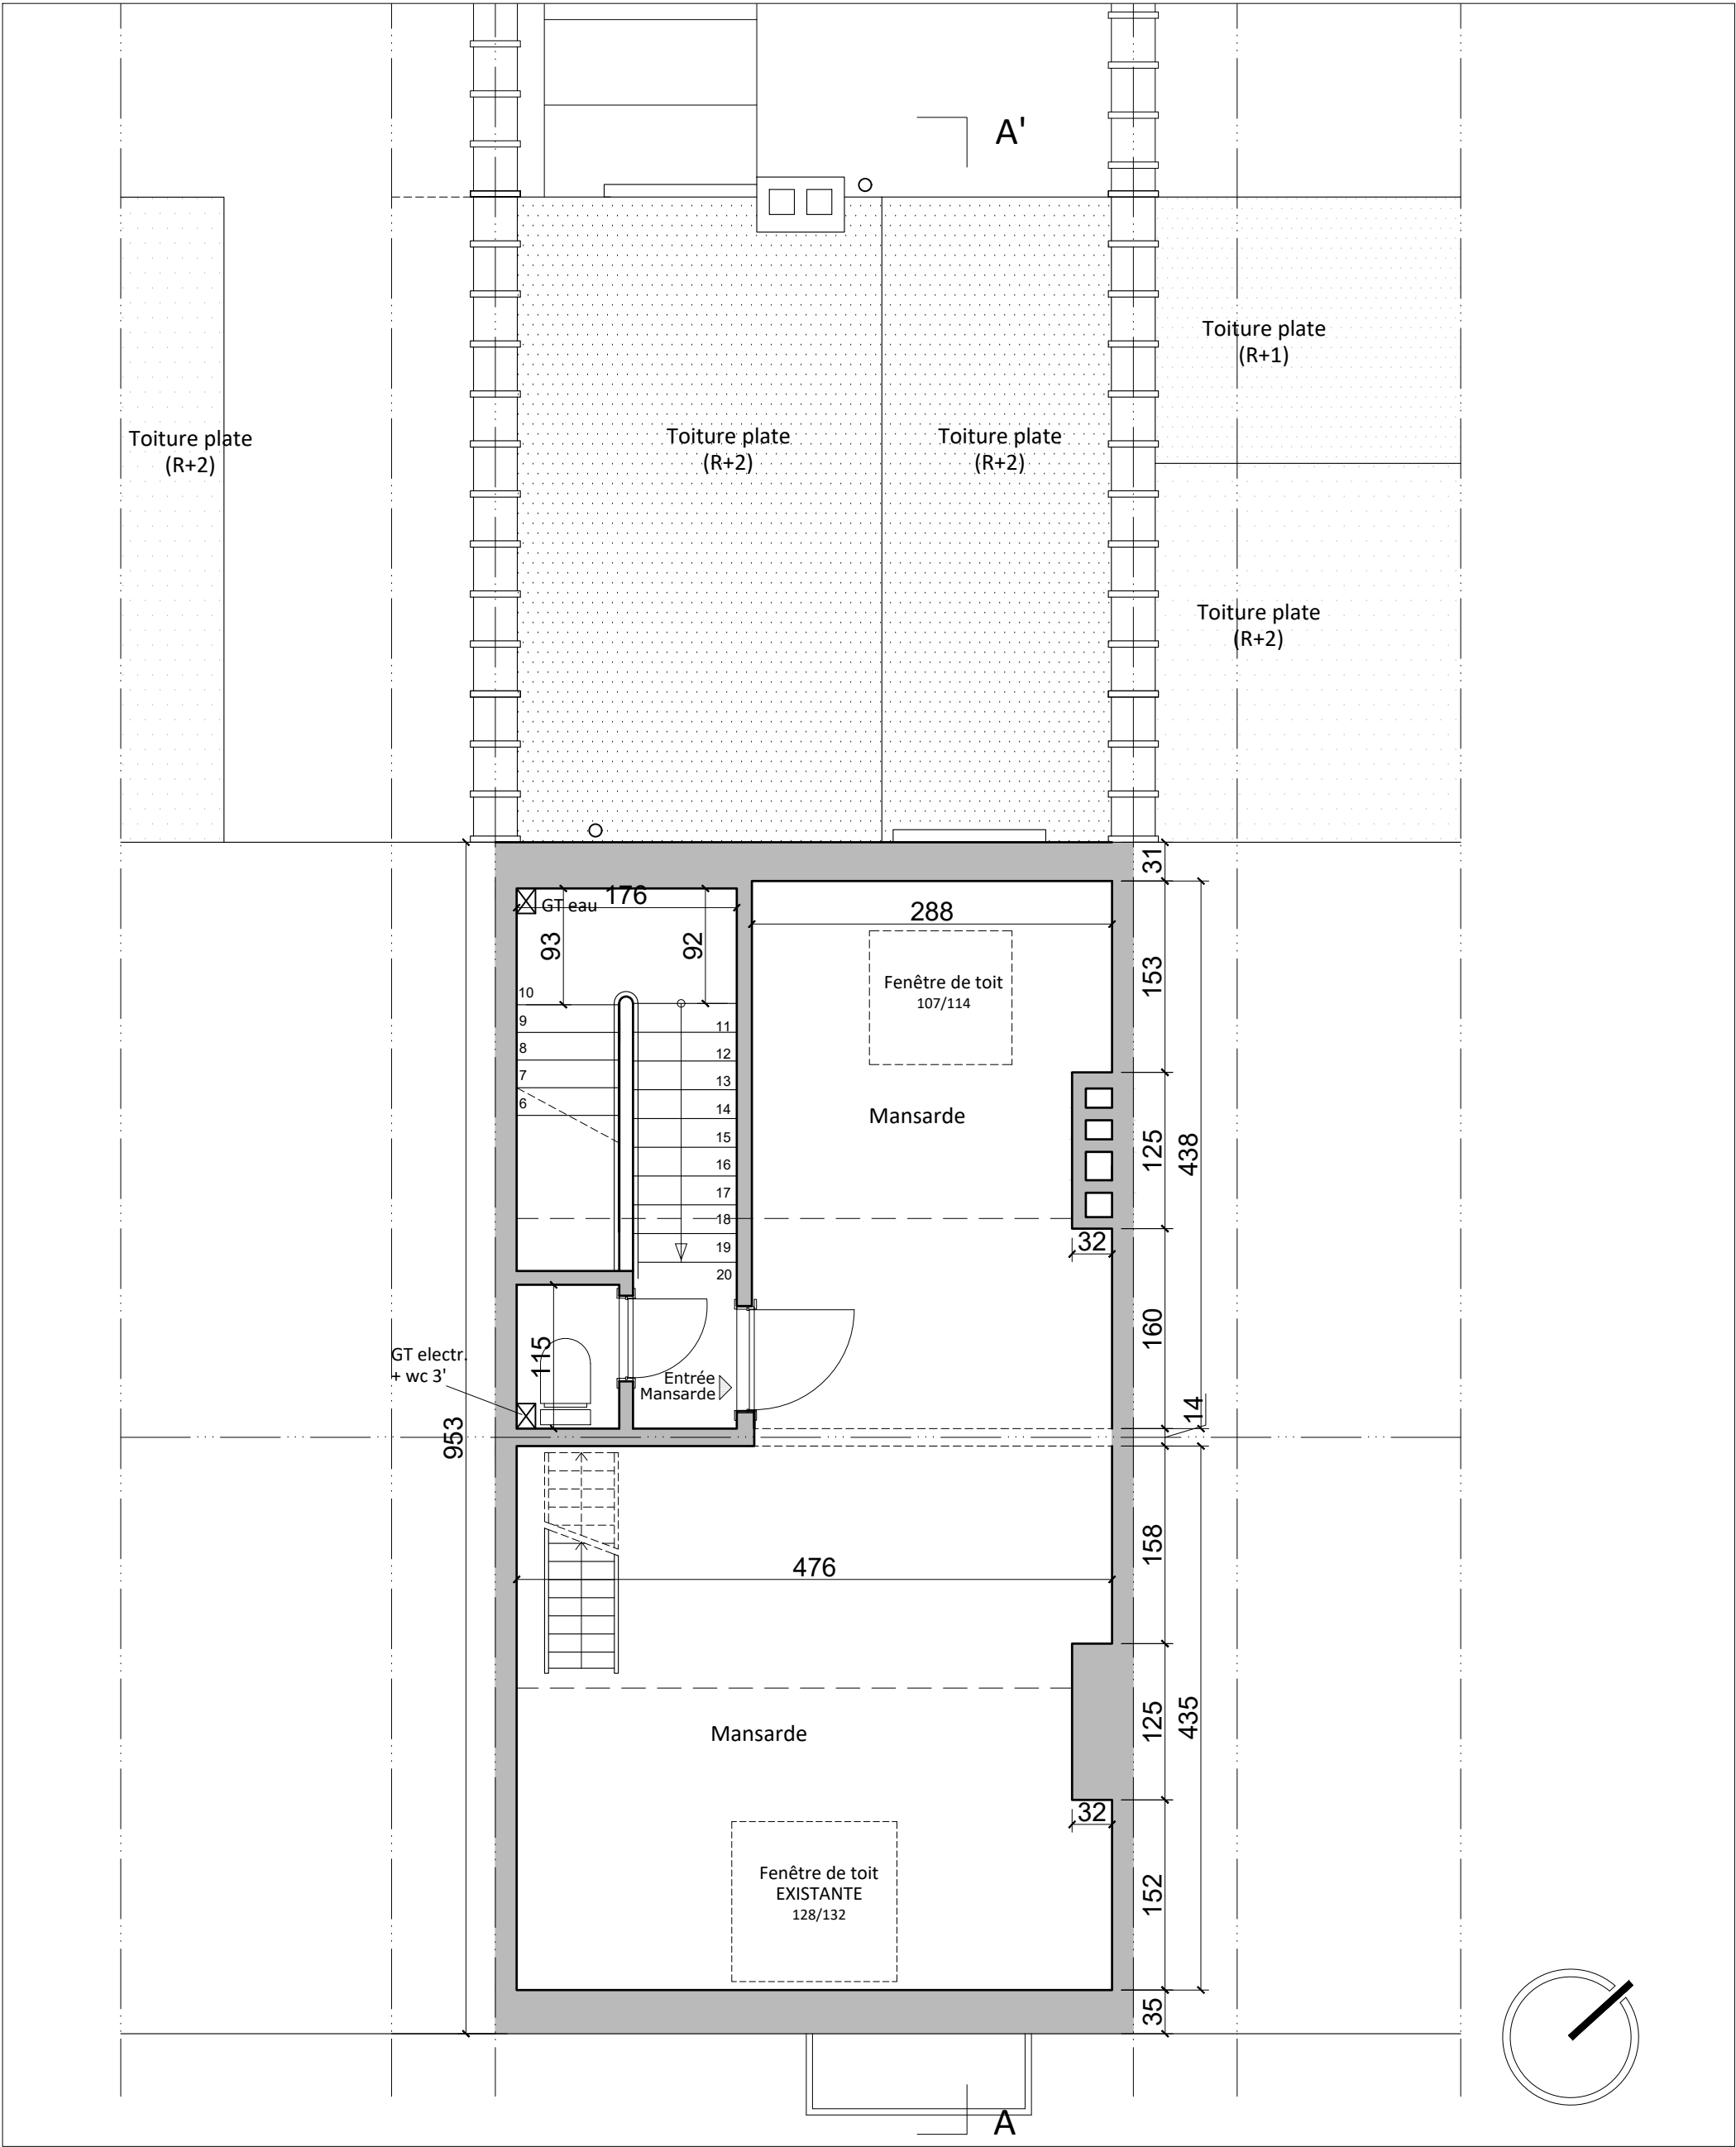 A'
Toiture plate
(R+1)
Toiture plate
(R+2)
Toiture plate
(R+2)
Toiture plate
(R+2)
Toiture plate
(R+2)
31
176
GT eau
93
92
288
153
Fenêtre de toit
107/114
10
9
8
7
6
11
12
13
14
15
16
17
18
19
20
Mansarde
125
438
32
160
115
GT electr.
+ wc 3'
Entrée
Mansarde
14
953
158
476
125
435
Mansarde
32
Fenêtre de toit
EXISTANTE
128/132
152
35
A